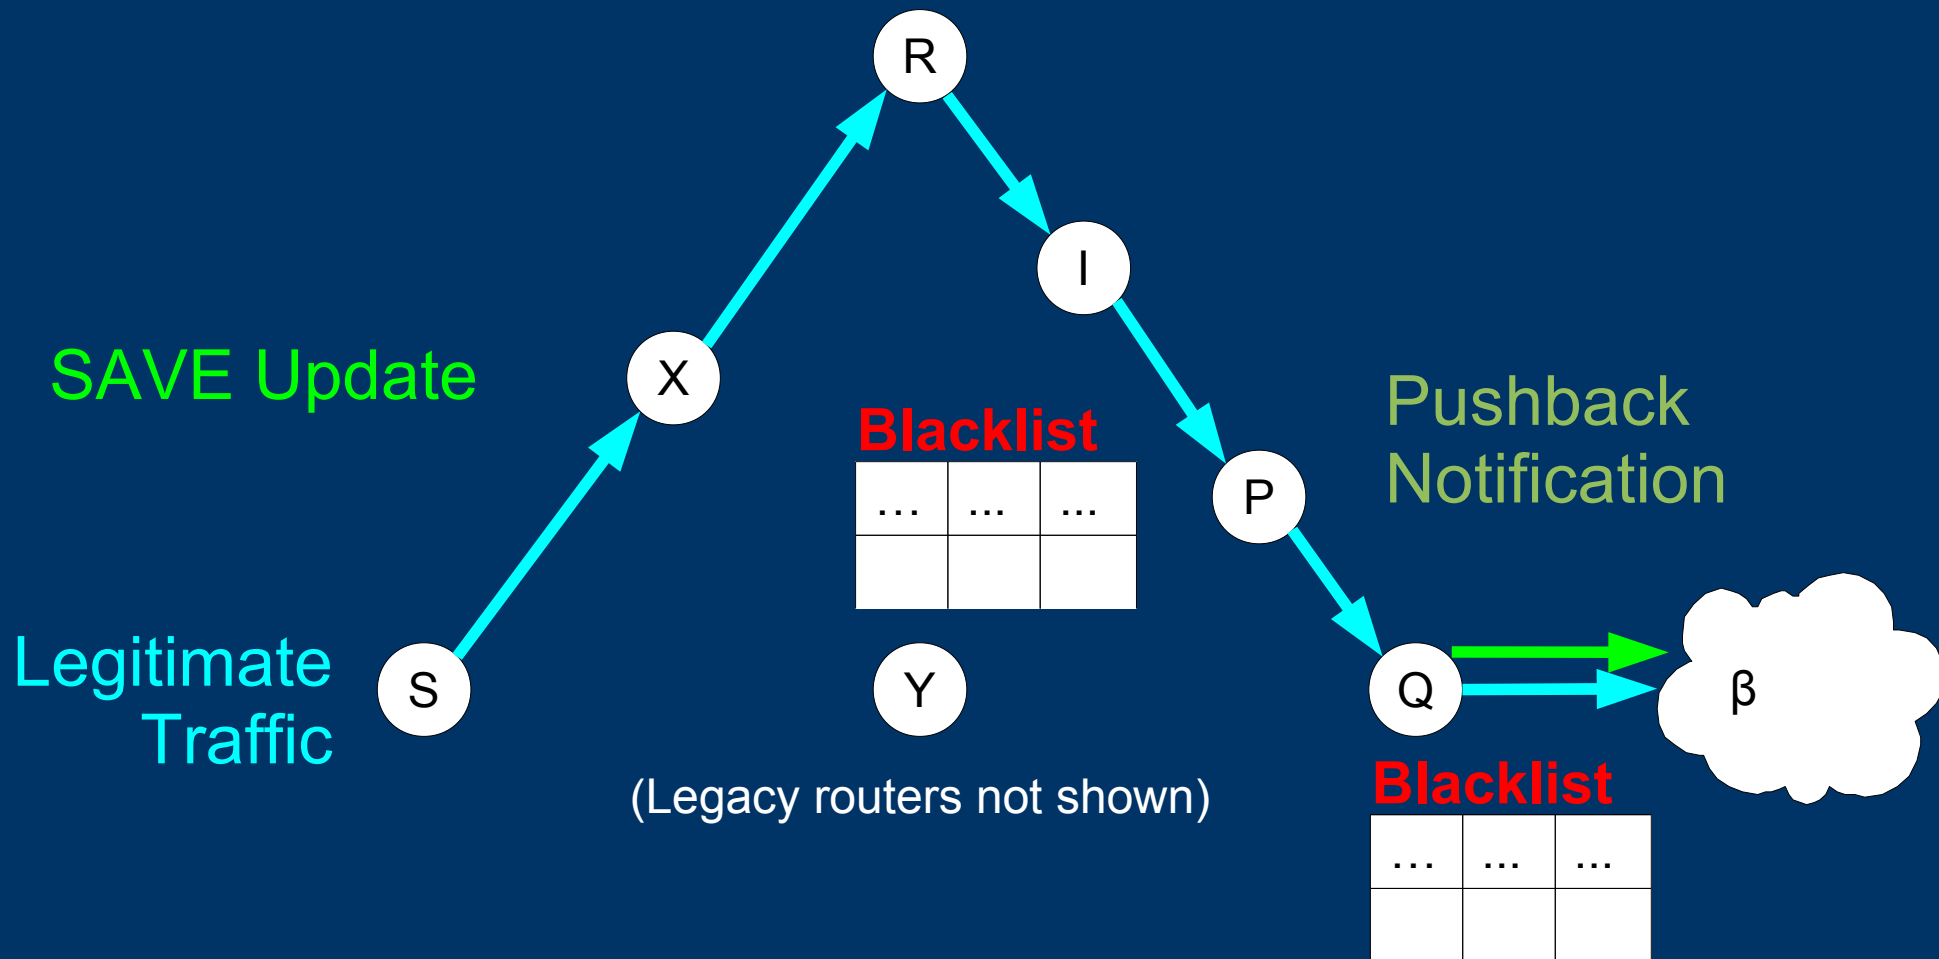 R
I
SAVE Update
X
Pushback
Notification
Blacklist
... ... ...
P
Legitimate
Traffic
S
Y
Q
β
(Legacy routers not shown)
Blacklist
... ... ...